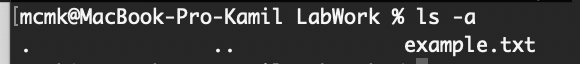 [mcmk@MacBook-Pro-Kamil LabWork % ls -a
. .. example.txt